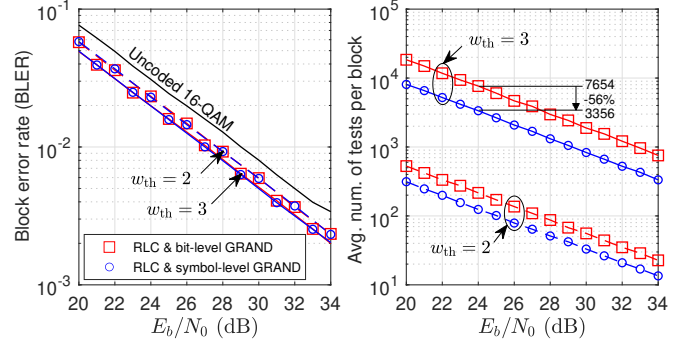 Block error rate (BLER)
10^-1
10^-2
10^-3
Uncoded 16-QAM
w_th = 2
w_th = 3
RLC & bit-level GRAND
RLC & symbol-level GRAND
20 22 24 26 28 30 32 34
E_b/N_0 (dB)
Avg. num. of tests per block
10^5
10^4
10^3
10^2
10^1
w_th = 3
7654
-56%
3356
w_th = 2
20 22 24 26 28 30 32 34
E_b/N_0 (dB)